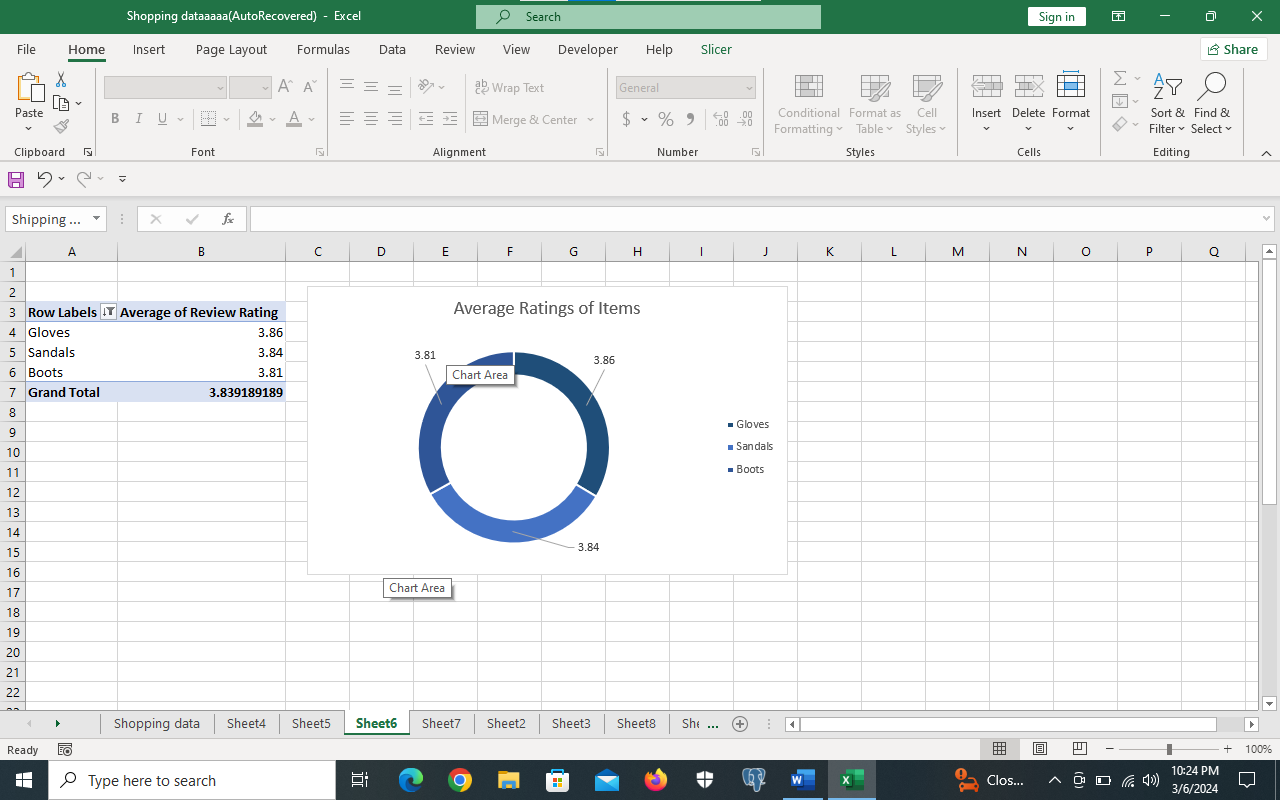 Shopping dataaaaa(AutoRecovered) - Excel
Search
Sign in
File Home Insert Page Layout Formulas Data Review View Developer Help Slicer
Share
Paste
Clipboard
B I U A
Font
Wrap Text
Merge & Center
Alignment
General
$ % 9
Number
Conditional Formatting
Format as Table
Cell Styles
Styles
Insert Delete Format
Cells
Sort & Filter
Find & Select
Editing
Shipping ...
fx
A B C D E F G H I J K L M N O P Q
1
2
3 Row Labels Average of Review Rating
4 Gloves 3.86
5 Sandals 3.84
6 Boots 3.81
7 Grand Total 3.839189189
8
9
10
11
12
13
14
15
16
17
18
19
20
21
22
Average Ratings of Items
3.81
3.86
Chart Area
Gloves
Sandals
Boots
3.84
Chart Area
Shopping data Sheet4 Sheet5 Sheet6 Sheet7 Sheet2 Sheet3 Sheet8 She ...
Ready
100%
Type here to search
Clos...
10:24 PM
3/6/2024